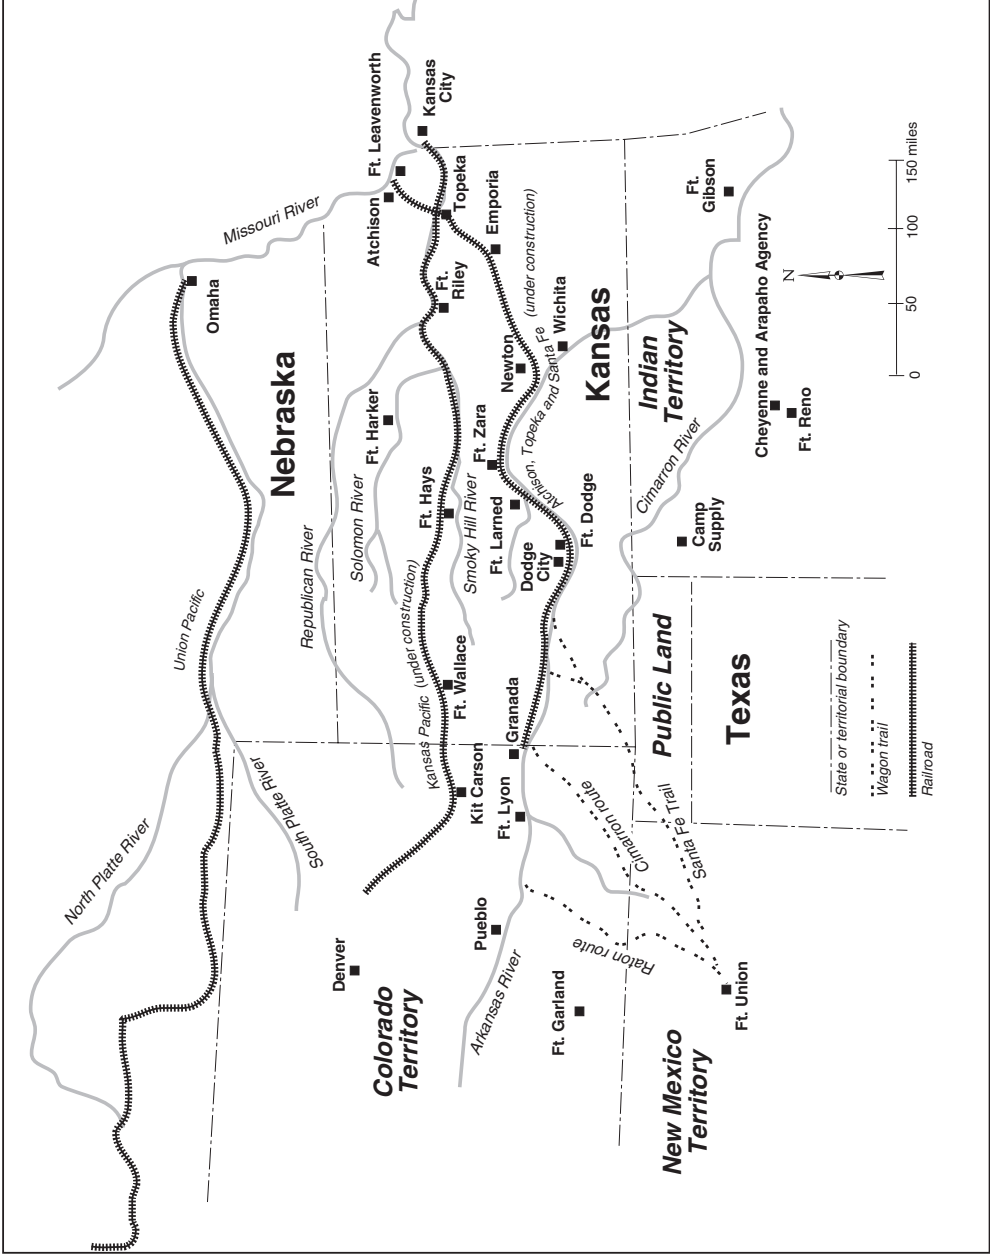 North Platte River
Union Pacific
Missouri River
Omaha
Nebraska
South Platte River
Republican River
Solomon River
Denver
Colorado
Territory
Kansas Pacific (under construction)
Ft. Harker
Atchison
Ft. Leavenworth
Kansas
City
Kit Carson
Ft. Wallace
Ft. Hays
Smoky Hill River
Ft.
Riley
Topeka
Pueblo
Arkansas River
Ft. Lyon
Granada
Ft. Larned
Ft. Zara
Newton
Emporia
Dodge
City
Ft. Dodge
Atchison, Topeka and Santa Fe (under construction)
Wichita
Kansas
Ft. Garland
Raton route
Cimarron route
Santa Fe Trail
New Mexico
Territory
Ft. Union
Public Land
Texas
Cimarron River
Camp
Supply
Indian
Territory
Ft.
Gibson
Cheyenne and Arapaho Agency
Ft. Reno
N
0
50
100
150 miles
State or territorial boundary
Wagon trail
Railroad